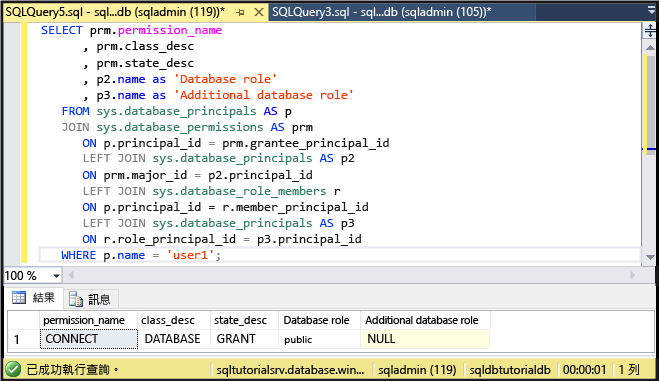 SQLQuery5.sql - sql...db (sqladmin (119))* SQLQuery3.sql - sql...db (sqladmin (105))*
SELECT prm.permission_name
, prm.class_desc
, prm.state_desc
, p2.name as 'Database role'
, p3.name as 'Additional database role'
FROM sys.database_principals AS p
JOIN sys.database_permissions AS prm
ON p.principal_id = prm.grantee_principal_id
LEFT JOIN sys.database_principals AS p2
ON prm.major_id = p2.principal_id
LEFT JOIN sys.database_role_members r
ON p.principal_id = r.member_principal_id
LEFT JOIN sys.database_principals AS p3
ON r.role_principal_id = p3.principal_id
WHERE p.name = 'user1';
100 %
結果 訊息
permission_name class_desc state_desc Database role Additional database role
1 CONNECT DATABASE GRANT public NULL
已成功執行查詢。 sqltutorialsrv.database.win... sqladmin (119) sqldbtutorialdb 00:00:01 1 列